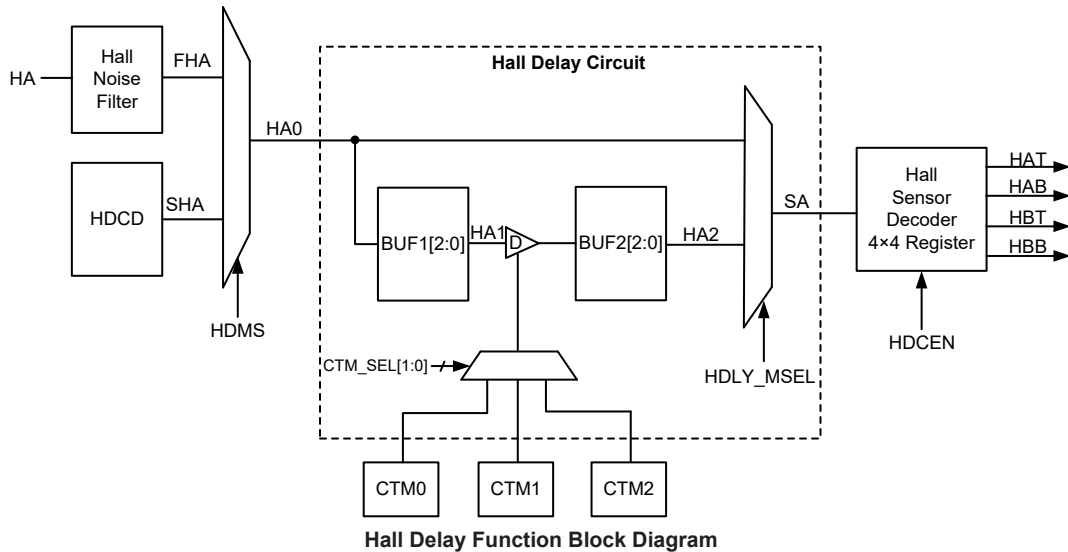 Hall
Noise
Filter
HA
FHA
HDCD
SHA
HDMS
HA0
Hall Delay Circuit
BUF1[2:0]
HA1
D
BUF2[2:0]
HA2
CTM_SEL[1:0]
HDLY_MSEL
SA
Hall
Sensor
Decoder
4×4 Register
HAT
HAB
HBT
HBB
HDCEN
CTM0
CTM1
CTM2
Hall Delay Function Block Diagram